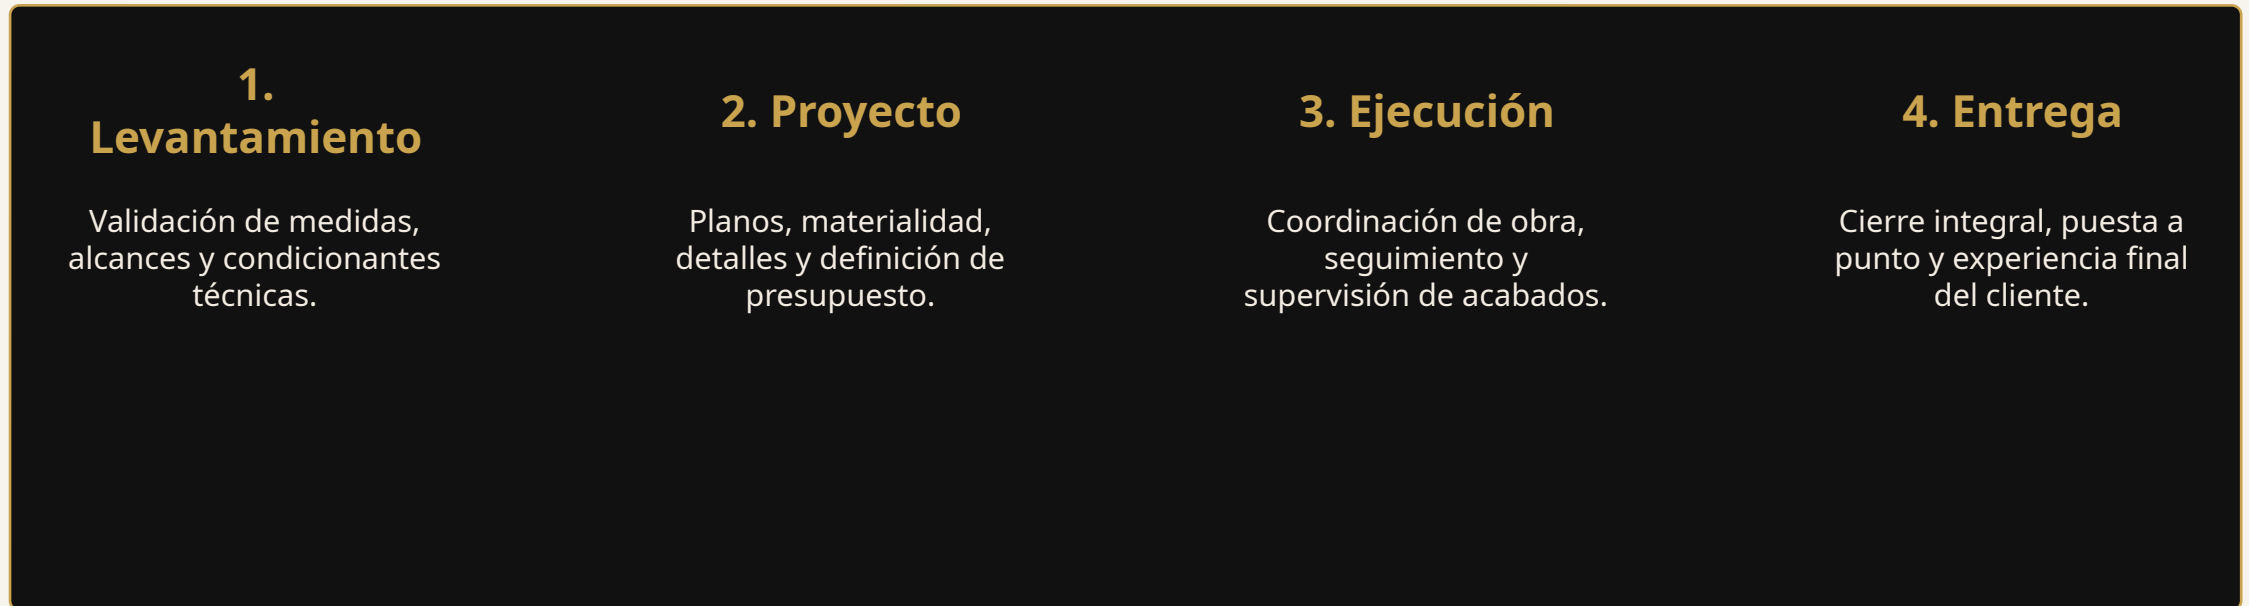 1.
Levantamiento
Validación de medidas,
alcances y condicionantes
técnicas.
2. Proyecto
Planos, materialidad,
detalles y definición de
presupuesto.
3. Ejecución
Coordinación de obra,
seguimiento y
supervisión de acabados.
4. Entrega
Cierre integral, puesta a
punto y experiencia final
del cliente.